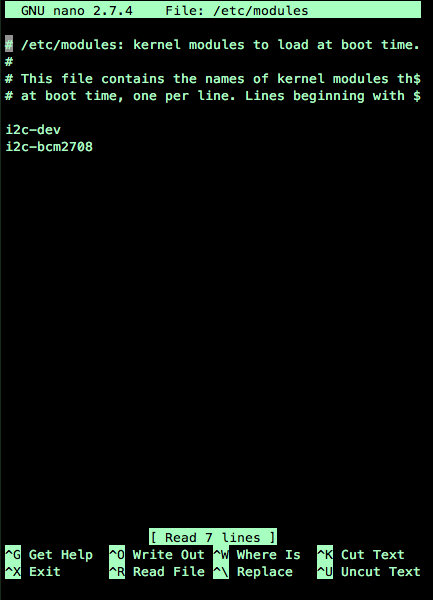 GNU nano 2.7.4    File: /etc/modules
# /etc/modules: kernel modules to load at boot time.
#
# This file contains the names of kernel modules th$
# at boot time, one per line. Lines beginning with $
i2c-dev
i2c-bcm2708
[ Read 7 lines ]
^G Get Help  ^O Write Out ^W Where Is  ^K Cut Text
^X Exit      ^R Read File ^\ Replace   ^U Uncut Text